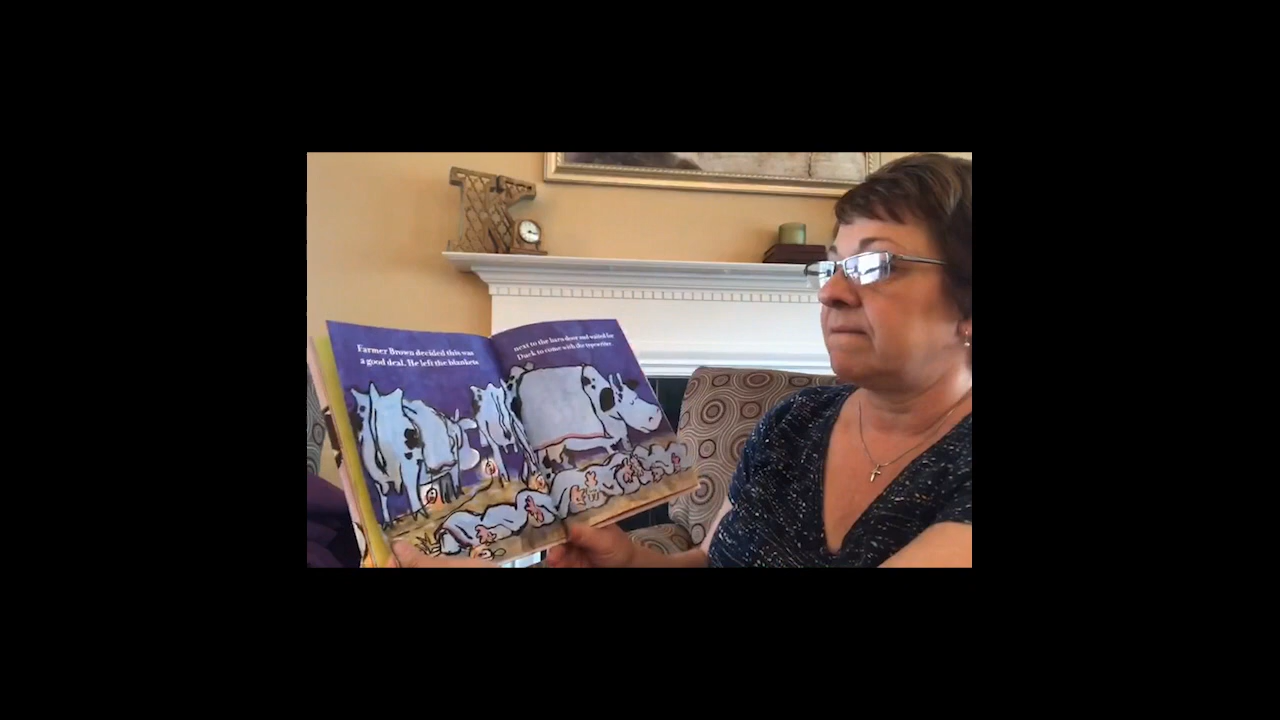 Farmer Brown decided this was
a good deal. He left the blankets
next to the barn door and waited for
Duck to come with the typewriter.